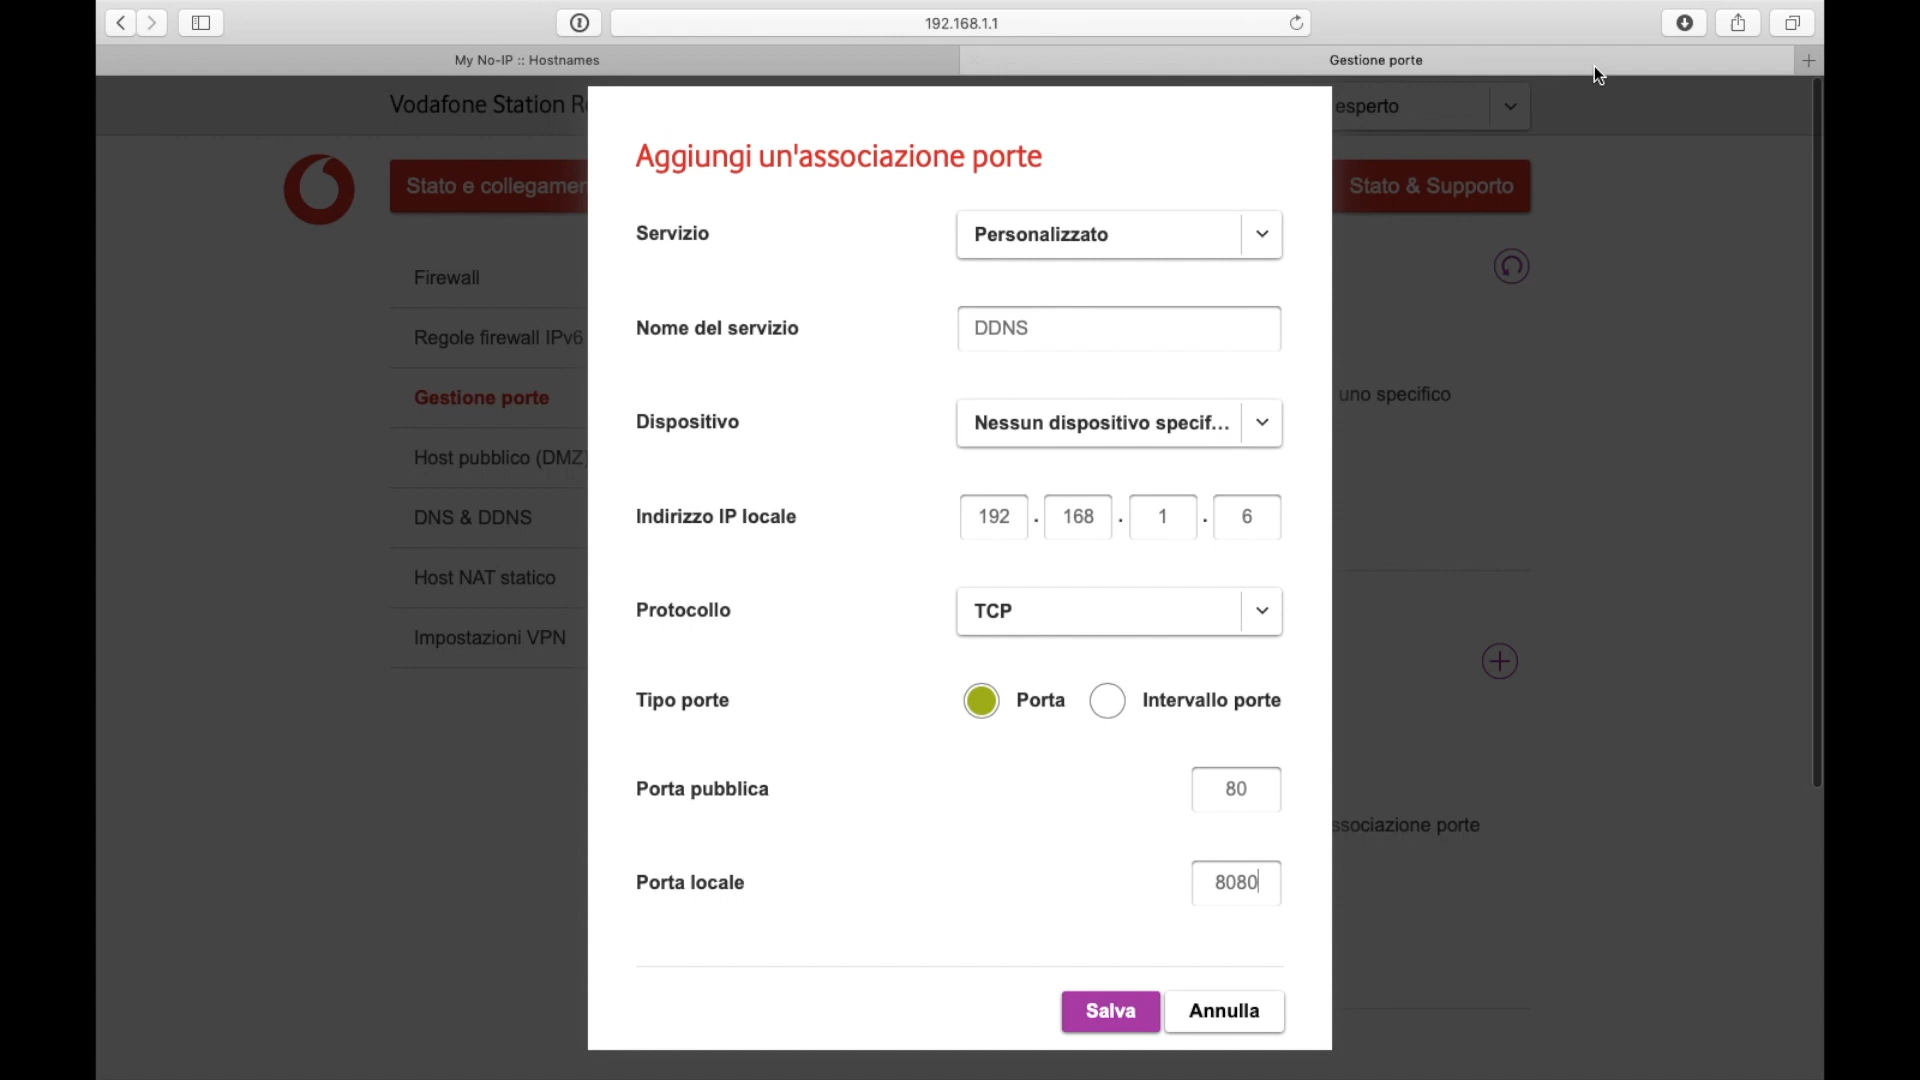 192.168.1.1
My No-IP :: Hostnames
Gestione porte
Vodafone Station R
esperto
Aggiungi un'associazione porte
Stato e collegamen
Stato & Supporto
Servizio
Personalizzato
Firewall
Nome del servizio
DDNS
Regole firewall IPv6
Gestione porte
uno specifico
Dispositivo
Nessun dispositivo specif...
Host pubblico (DMZ)
DNS & DDNS
Indirizzo IP locale
192 . 168 . 1 . 6
Host NAT statico
Protocollo
TCP
Impostazioni VPN
Tipo porte
Porta
Intervallo porte
Porta pubblica
80
ssociazione porte
Porta locale
8080
Salva
Annulla